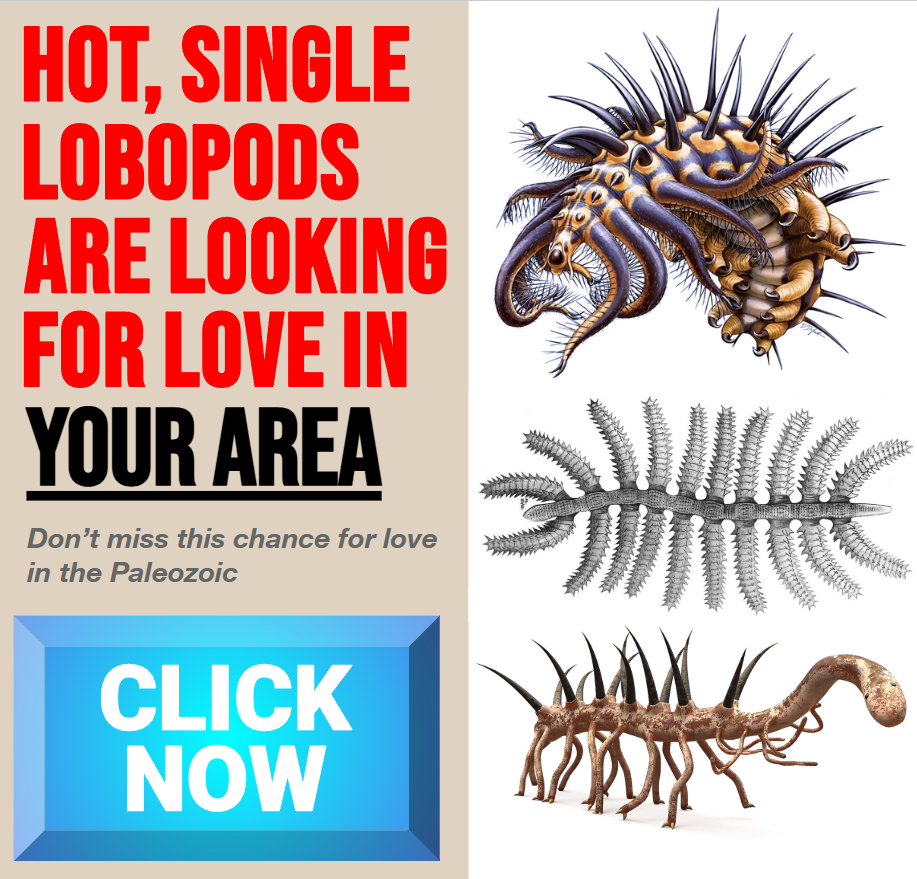 HOT, SINGLE
LOBOPODS
ARE LOOKING
FOR LOVE IN
YOUR AREA
Don't miss this chance for love
in the Paleozoic
CLICK
NOW